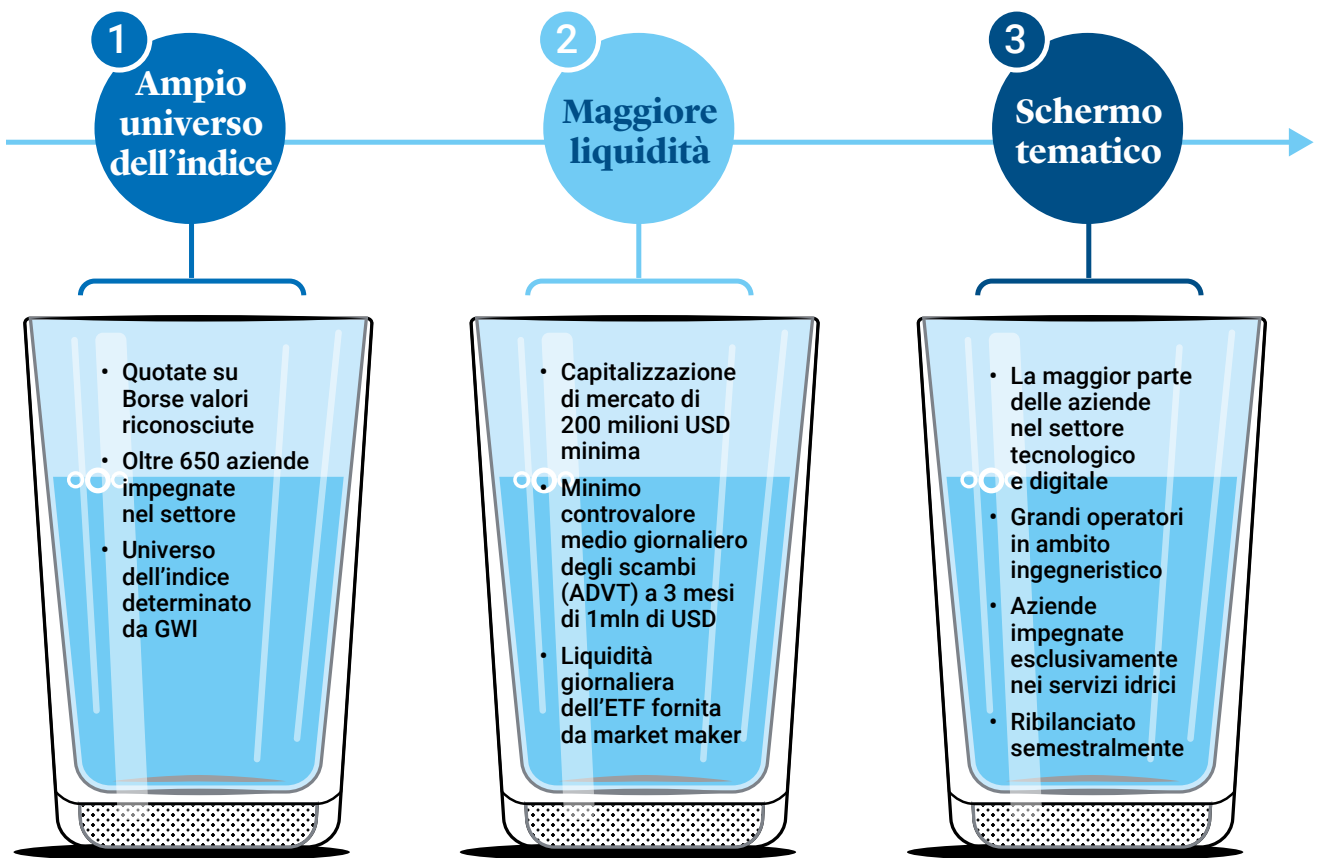 1
Ampio
universo
dell'indice
2
Maggiore
liquidità
3
Schermo
tematico
• Quotate su
Borse valori
riconosciute
• Oltre 650 aziende
impegnate
nel settore
• Universo
dell'indice
determinato
da GWI
• Capitalizzazione
di mercato di
200 milioni USD
minima
• Minimo
controvalore
medio giornaliero
degli scambi
(ADVT) a 3 mesi
di 1mln di USD
• Liquidità
giornaliera
dell'ETF fornita
da market maker
• La maggior parte
delle aziende
nel settore
tecnologico
e digitale
• Grandi operatori
in ambito
ingegneristico
• Aziende
impegnate
esclusivamente
nei servizi idrici
• Ribilanciato
semestralmente